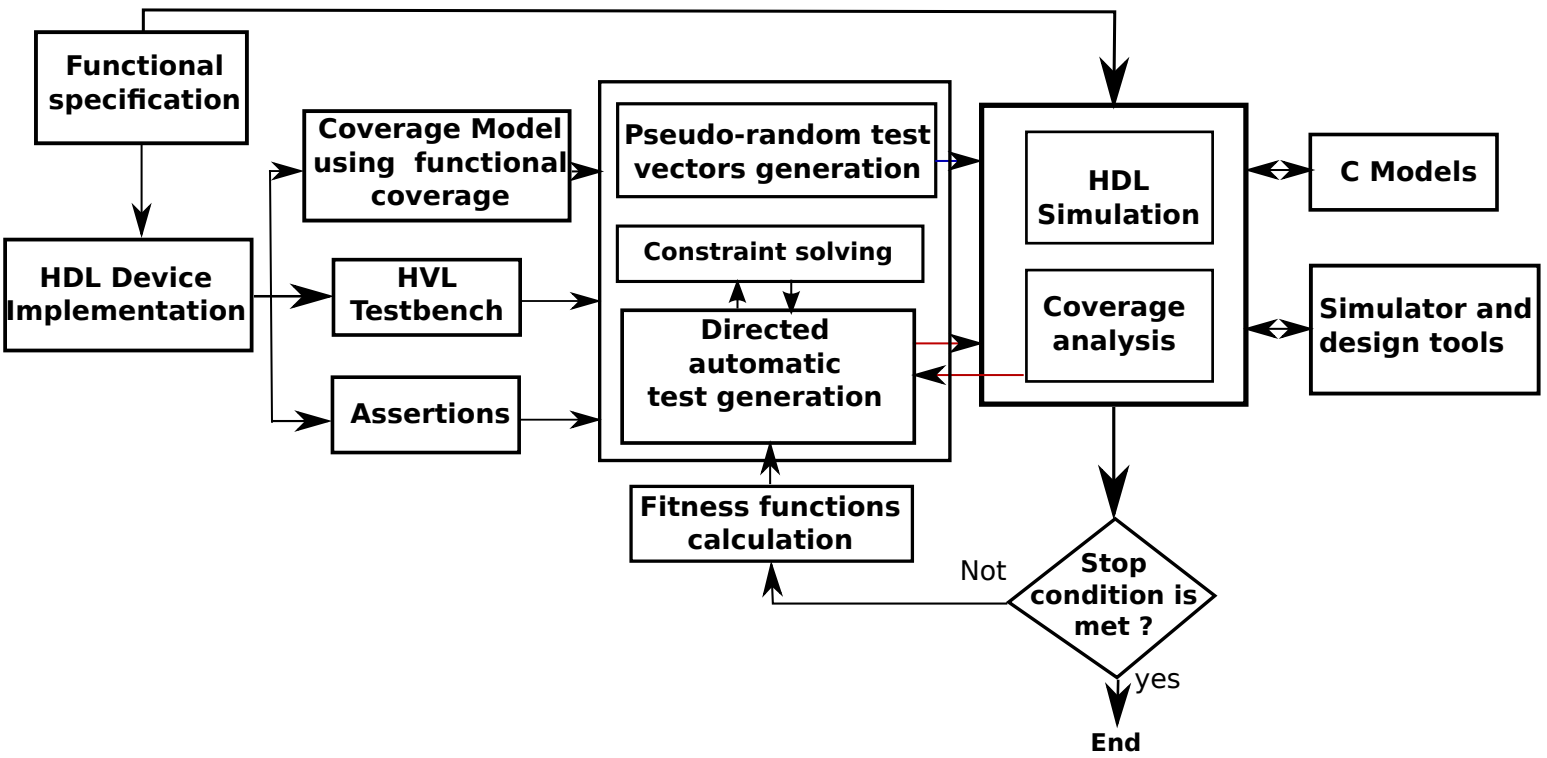 Functional
specification
HDL Device
Implementation
Coverage Model
using  functional
coverage
HVL
Testbench
Assertions
Pseudo-random test
vectors generation
Constraint solving
Directed
automatic
test generation
Fitness functions
calculation
HDL
Simulation
Coverage
analysis
C Models
Simulator and
design tools
Not
Stop
condition is
met ?
yes
End